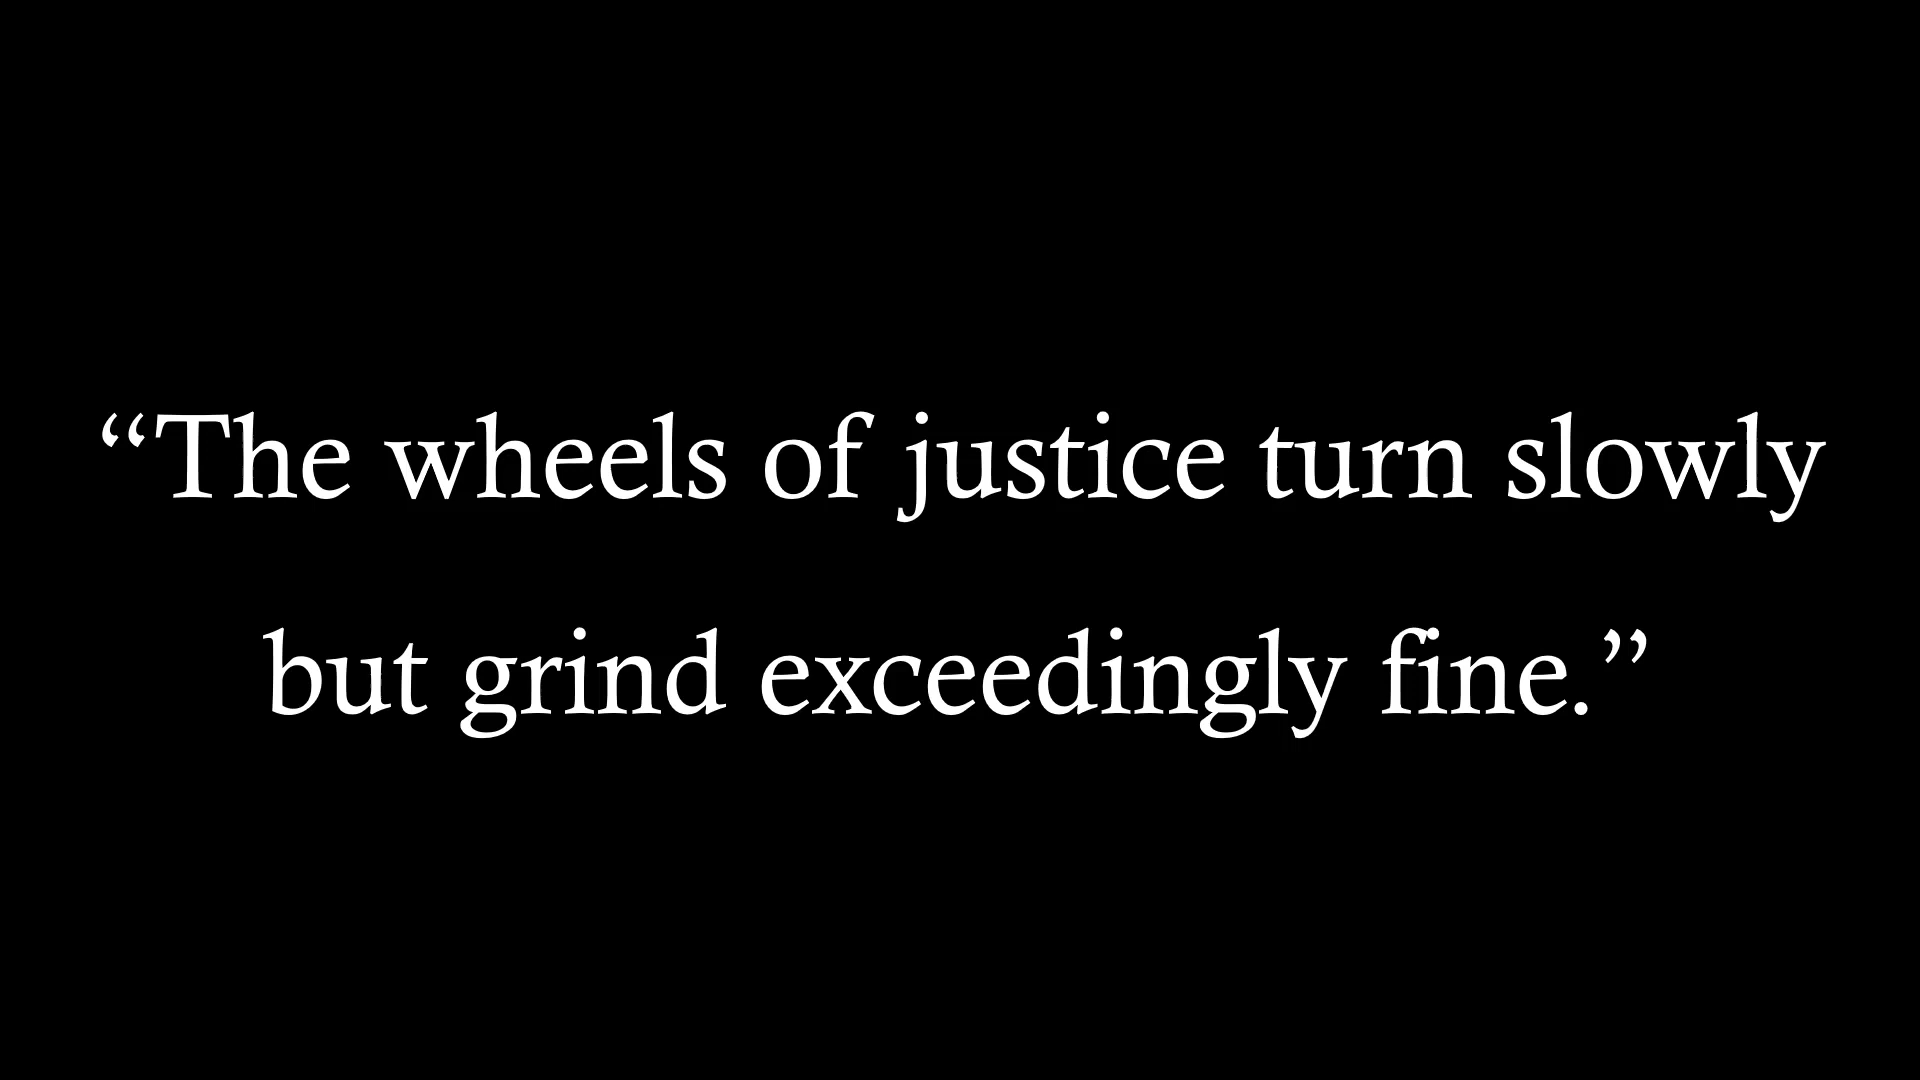 “The wheels of justice turn slowly
but grind exceedingly fine.”